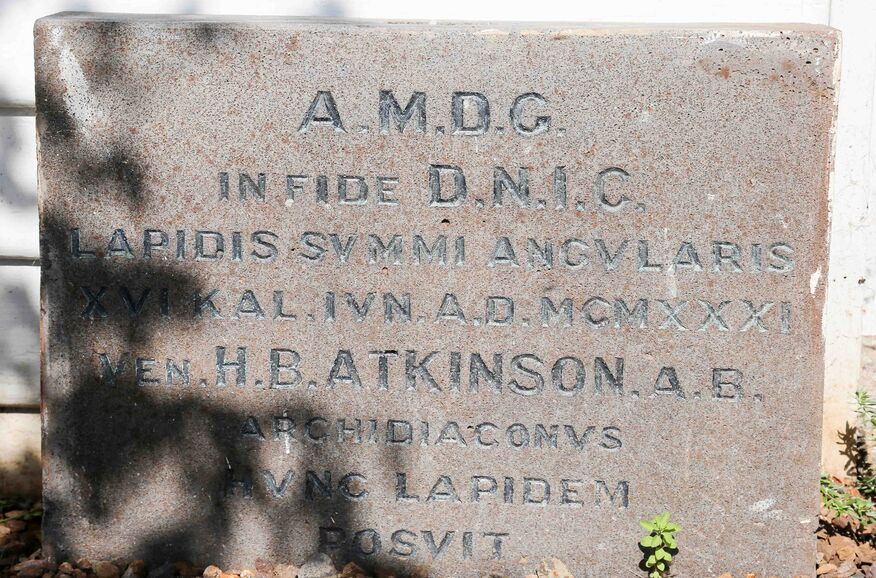 A.M.D.G.
IN FIDE D.N.I.C.
LAPIDIS SVMMI ANGVLARIS
XVI KAL. IVN. A.D. MCMXXXI
VEN. H.B. ATKINSON. A.B.
ARCHIDIACONVS
HVNC LAPIDEM
POSVIT